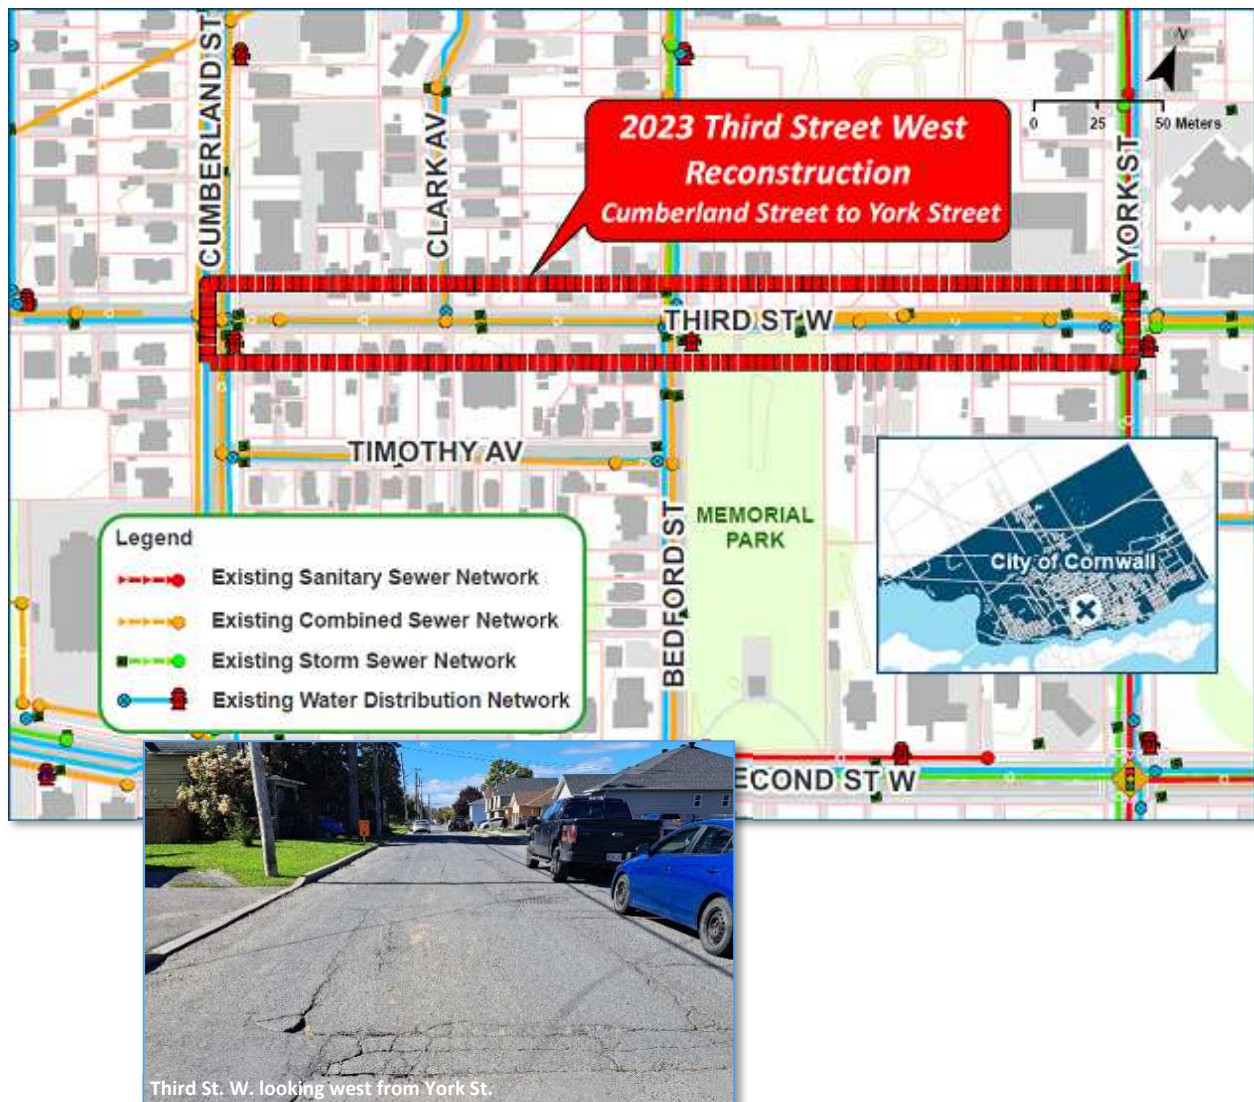 CUMBERLAND ST
CLARK AV
2023 Third Street West
Reconstruction
Cumberland Street to York Street
N
0 25 50 Meters
YORK ST
THIRD ST W
TIMOTHY AV
BEDFORD ST
MEMORIAL
PARK
City of Cornwall
Legend
Existing Sanitary Sewer Network
Existing Combined Sewer Network
Existing Storm Sewer Network
Existing Water Distribution Network
ECOND ST W
Third St. W. looking west from York St.